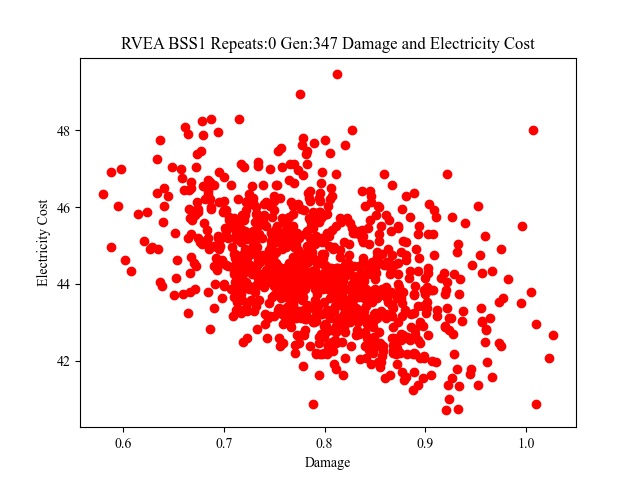 RVEA BSS1 Repeats:0 Gen:347 Damage and Electricity Cost
48
46
44
42
Electricity Cost
0.6 0.7 0.8 0.9 1.0
Damage